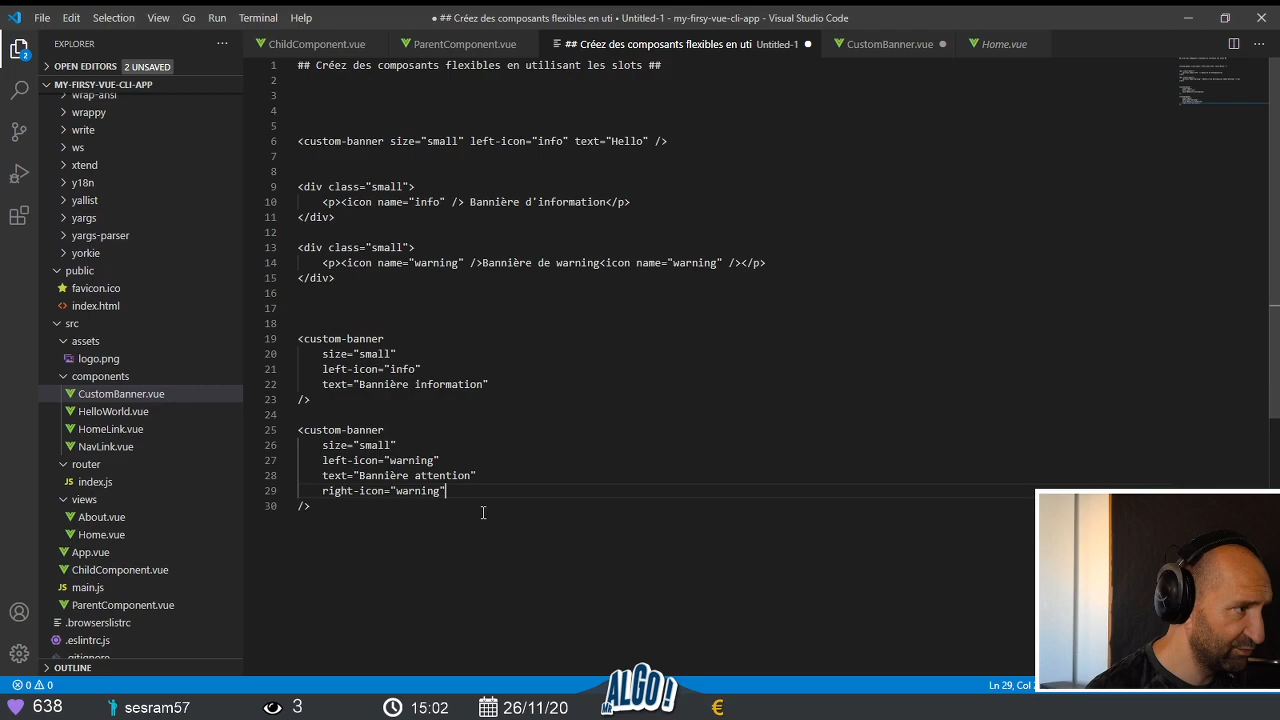 File Edit Selection View Go Run Terminal Help
● ## Créez des composants flexibles en uti • Untitled-1 - my-firsy-vue-cli-app - Visual Studio Code
EXPLORER
ChildComponent.vue
ParentComponent.vue
## Créez des composants flexibles en uti Untitled-1
CustomBanner.vue
Home.vue
2
OPEN EDITORS 2 UNSAVED
MY-FIRSY-VUE-CLI-APP
wrap-ansi
wrappy
write
ws
xtend
y18n
yallist
yargs
yargs-parser
yorkie
public
favicon.ico
index.html
src
assets
logo.png
components
CustomBanner.vue
HelloWorld.vue
HomeLink.vue
NavLink.vue
router
index.js
views
About.vue
Home.vue
App.vue
ChildComponent.vue
main.js
ParentComponent.vue
.browserslistrc
.eslintrc.js
.gitignore
OUTLINE
1 ## Créez des composants flexibles en utilisant les slots ##
2
3
4
5
6 <custom-banner size="small" left-icon="info" text="Hello" />
7
8
9 <div class="small">
10 <p><icon name="info" /> Bannière d'information</p>
11 </div>
12
13 <div class="small">
14 <p><icon name="warning" />Bannière de warning<icon name="warning" /></p>
15 </div>
16
17
18
19 <custom-banner
20 size="small"
21 left-icon="info"
22 text="Bannière information"
23 />
24
25 <custom-banner
26 size="small"
27 left-icon="warning"
28 text="Bannière attention"
29 right-icon="warning"
30 />
0 0
Ln 29, Col
638
sesram57
3
Mr ALGO !
15:02
26/11/20
€